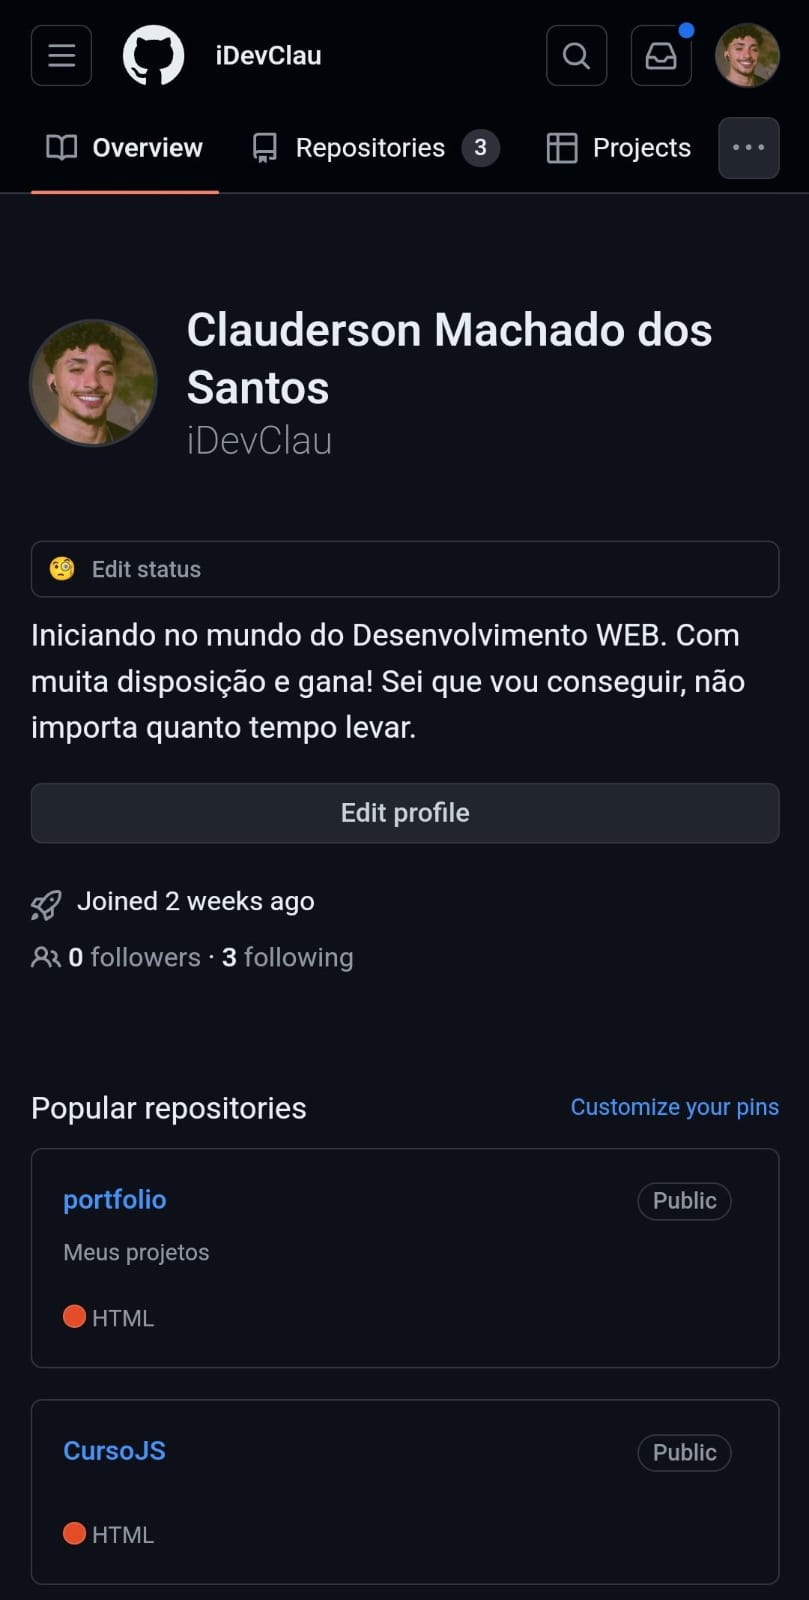 iDevClau
Overview
Repositories 3
Projects
Clauderson Machado dos
Santos
iDevClau
Edit status
Iniciando no mundo do Desenvolvimento WEB. Com
muita disposição e gana! Sei que vou conseguir, não
importa quanto tempo levar.
Edit profile
Joined 2 weeks ago
0 followers · 3 following
Popular repositories
Customize your pins
portfolio
Public
Meus projetos
HTML
CursoJS
Public
HTML